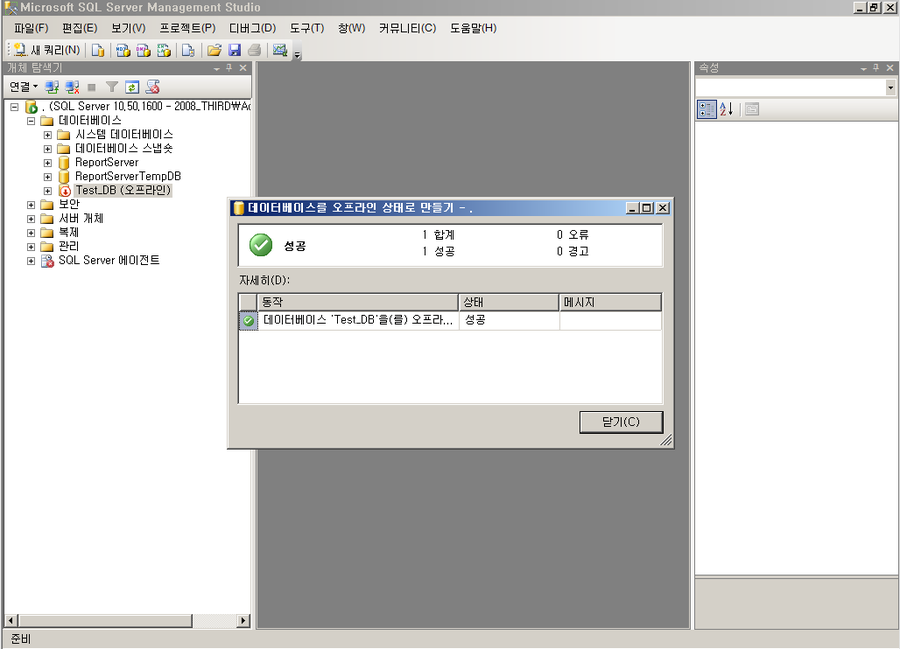 Microsoft SQL Server Management Studio
파일(F) 편집(E) 보기(V) 프로젝트(P) 디버그(D) 도구(T) 창(W) 커뮤니티(C) 도움말(H)
새 쿼리(N)
개체 탐색기
속성
연결
. (SQL Server 10.50.1600 - 2008_THIRD₩Ac
데이터베이스
시스템 데이터베이스
데이터베이스 스냅숏
ReportServer
ReportServerTempDB
Test_DB (오프라인)
보안
서버 개체
복제
관리
SQL Server 에이전트
데이터베이스를 오프라인 상태로 만들기 - .
성공
1 합계 0 오류
1 성공 0 경고
자세히(D):
동작 상태 메시지
데이터베이스 'Test_DB'을(를) 오프라... 성공
닫기(C)
준비